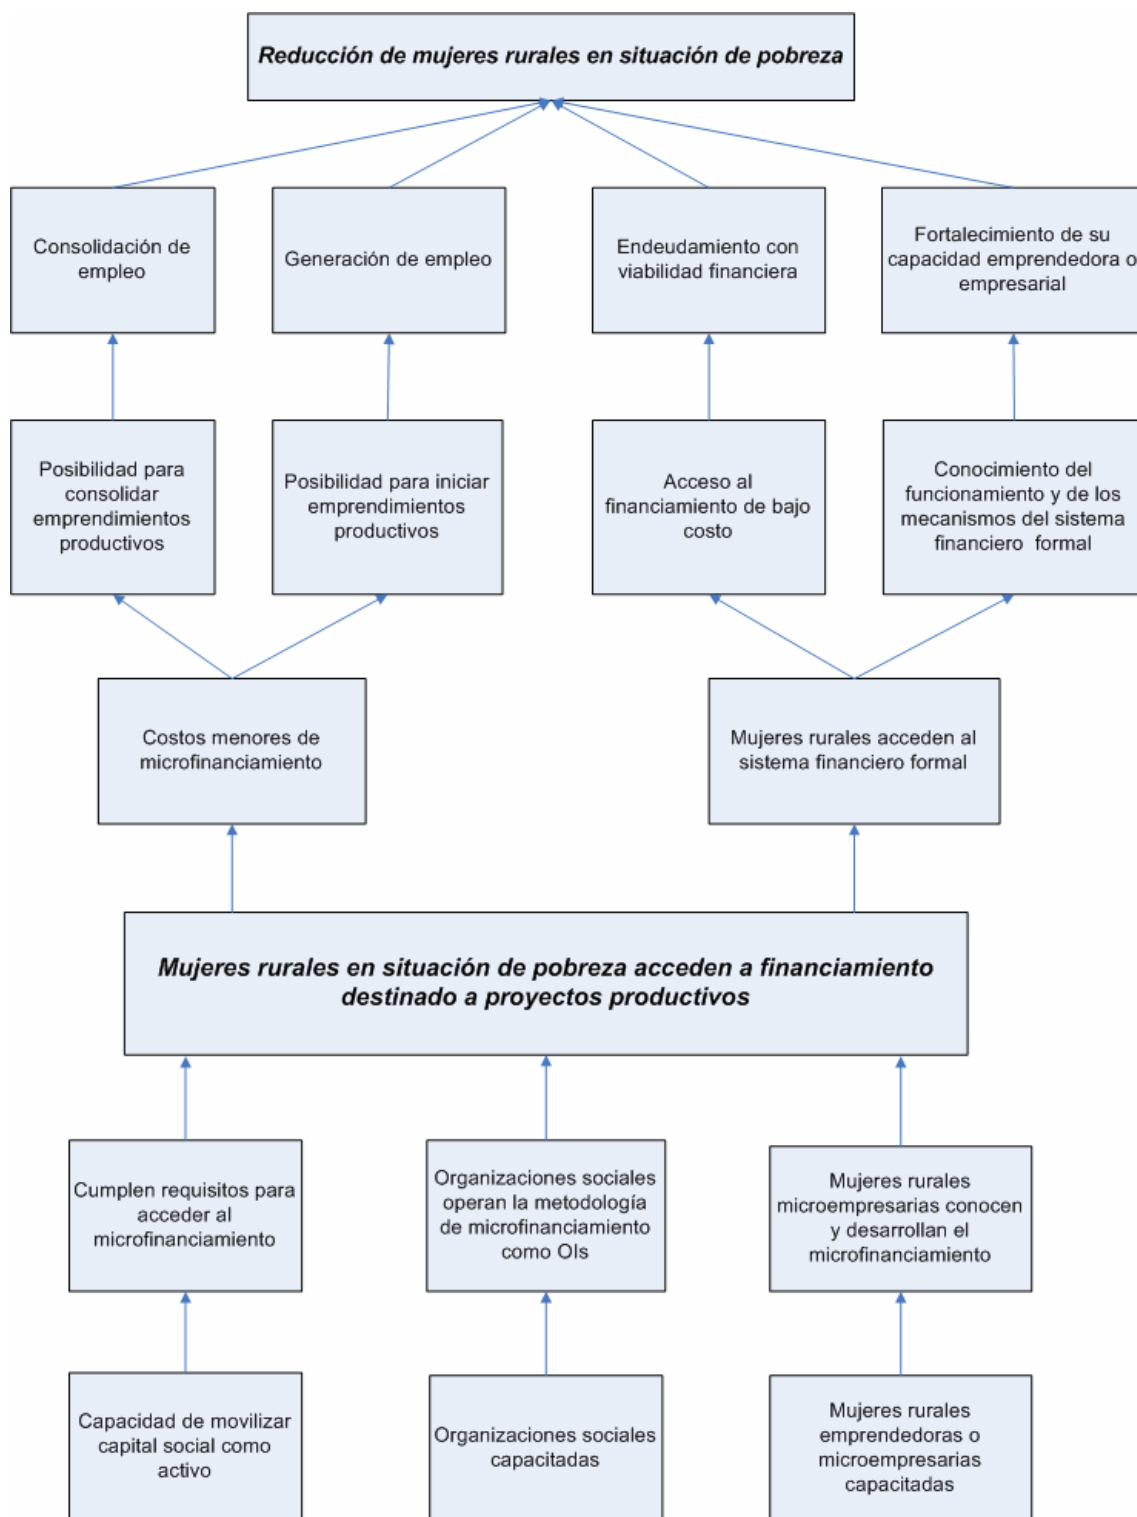 Reducción de mujeres rurales en situación de pobreza
Consolidación de
empleo
Generación de empleo
Endeudamiento con
viabilidad financiera
Fortalecimiento de su
capacidad emprendedora o
empresarial
Posibilidad para
consolidar
emprendimientos
productivos
Posibilidad para iniciar
emprendimientos
productivos
Acceso al
financiamiento de bajo
costo
Conocimiento del
funcionamiento y de los
mecanismos del sistema
financiero formal
Costos menores de
microfinanciamiento
Mujeres rurales acceden al
sistema financiero formal
Mujeres rurales en situación de pobreza acceden a financiamiento
destinado a proyectos productivos
Cumplen requisitos para
acceder al
microfinanciamiento
Organizaciones sociales
operan la metodología
de microfinanciamiento
como OIs
Mujeres rurales
microempresarias conocen
y desarrollan el
microfinanciamiento
Capacidad de movilizar
capital social como
activo
Organizaciones sociales
capacitadas
Mujeres rurales
emprendedoras o
microempresarias
capacitadas